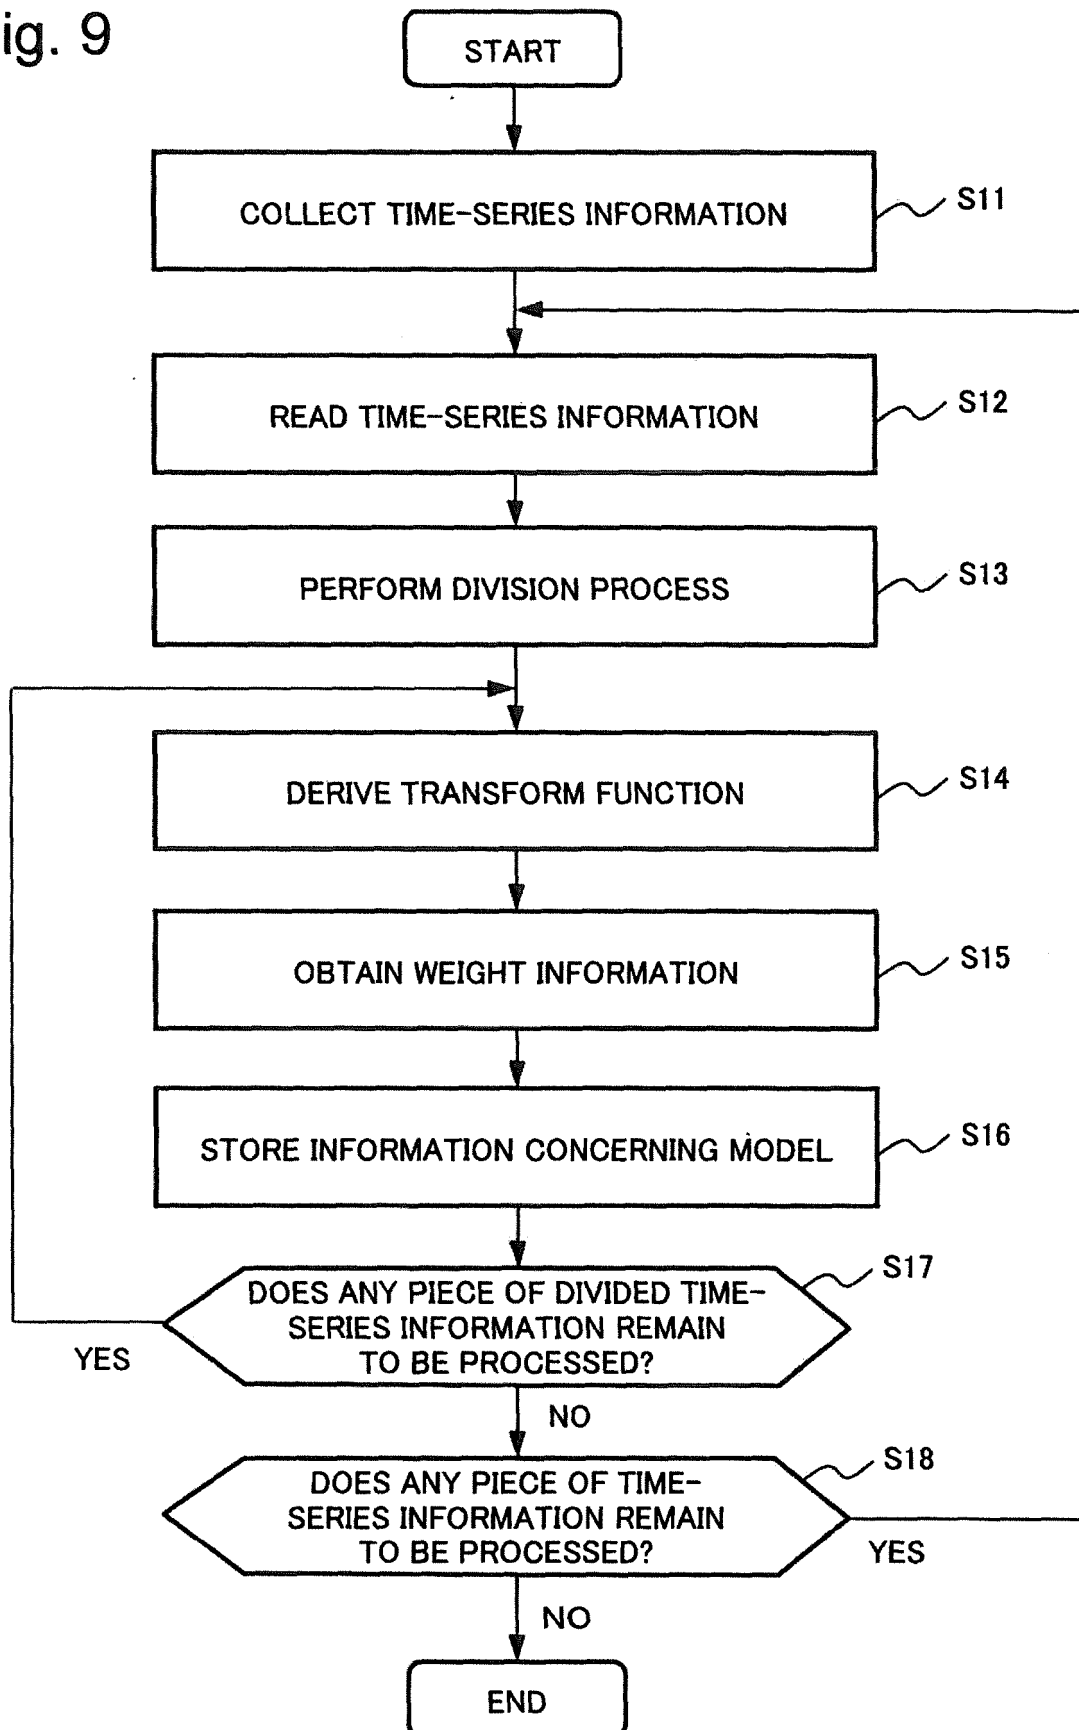 ig. 9
START
COLLECT TIME-SERIES INFORMATION
S11
READ TIME-SERIES INFORMATION
S12
PERFORM DIVISION PROCESS
S13
DERIVE TRANSFORM FUNCTION
S14
OBTAIN WEIGHT INFORMATION
S15
STORE INFORMATION CONCERNING MODEL
S16
DOES ANY PIECE OF DIVIDED TIME-
SERIES INFORMATION REMAIN
TO BE PROCESSED?
S17
YES
NO
DOES ANY PIECE OF TIME-
SERIES INFORMATION REMAIN
TO BE PROCESSED?
S18
YES
NO
END